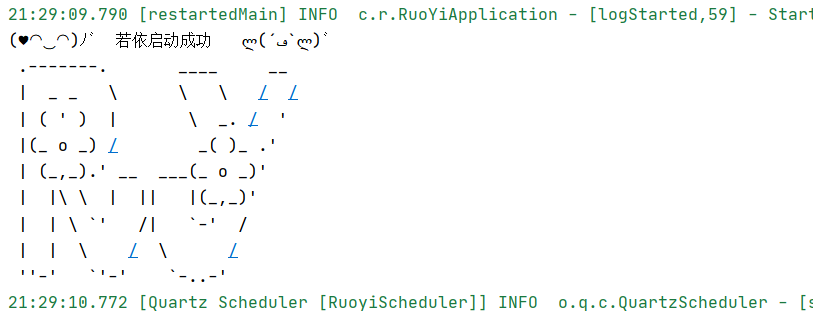 21:29:09.790 [restartedMain] INFO  c.r.RuoYiApplication - [logStarted,59] - Start
(♥◠‿◠)ノ゙  若依启动成功   ლ(´ڡ`ლ)゙
 .-------.       ____     __
 |  _ _   \      \   \   /  /
 | ( ' )  |       \  _. /  '
 |(_ o _) /        _( )_ .'
 | (_,_).' __  ___(_ o _)'
 |  |\ \  |  ||   |(_,_)'
 |  | \ `'   /|   `-'  /
 |  |  \    /  \      /
 ''-'   `'-'    `-..-'
21:29:10.772 [Quartz Scheduler [RuoyiScheduler]] INFO  o.q.c.QuartzScheduler - [s